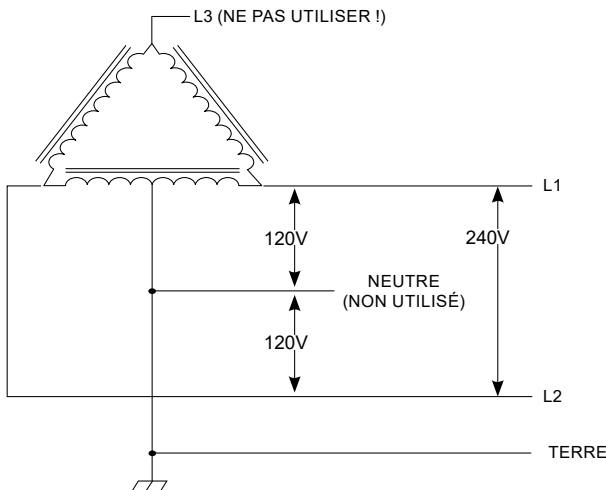 L3 (NE PAS UTILISER !)
L1
120V
240V
NEUTRE
(NON UTILISÉ)
120V
L2
TERRE